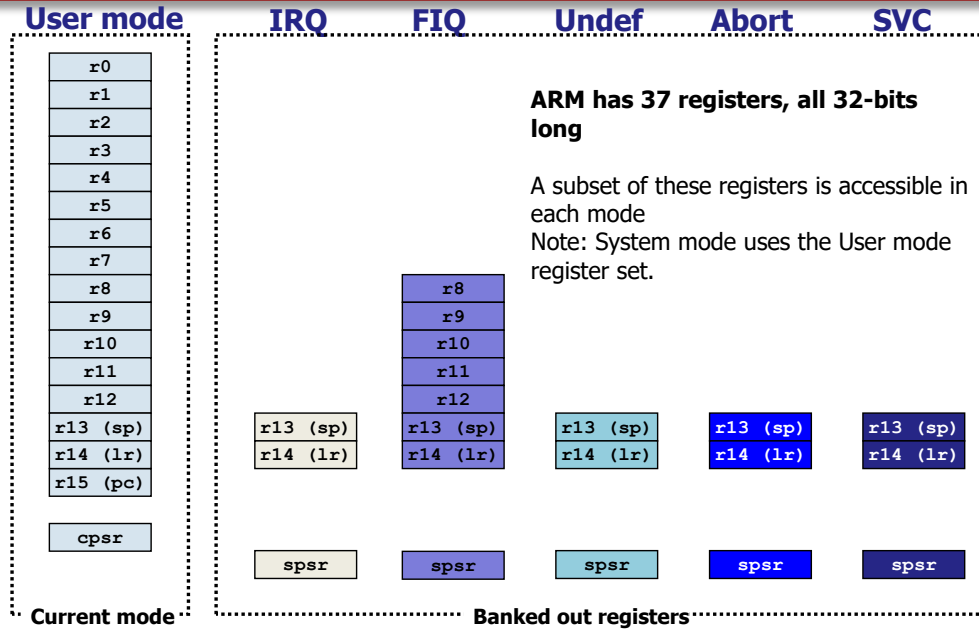 User mode IRQ FIQ Undef Abort SVC
r0
r1
r2
r3
r4
r5
r6
r7
r8
r9
r10
r11
r12
r13 (sp)
r14 (lr)
r15 (pc)
cpsr
r13 (sp)
r14 (lr)
spsr
r8
r9
r10
r11
r12
r13 (sp)
r14 (lr)
spsr
ARM has 37 registers, all 32-bits
long
A subset of these registers is accessible in
each mode
Note: System mode uses the User mode
register set.
r13 (sp)
r14 (lr)
spsr
r13 (sp)
r14 (lr)
spsr
r13 (sp)
r14 (lr)
spsr
Current mode
Banked out registers